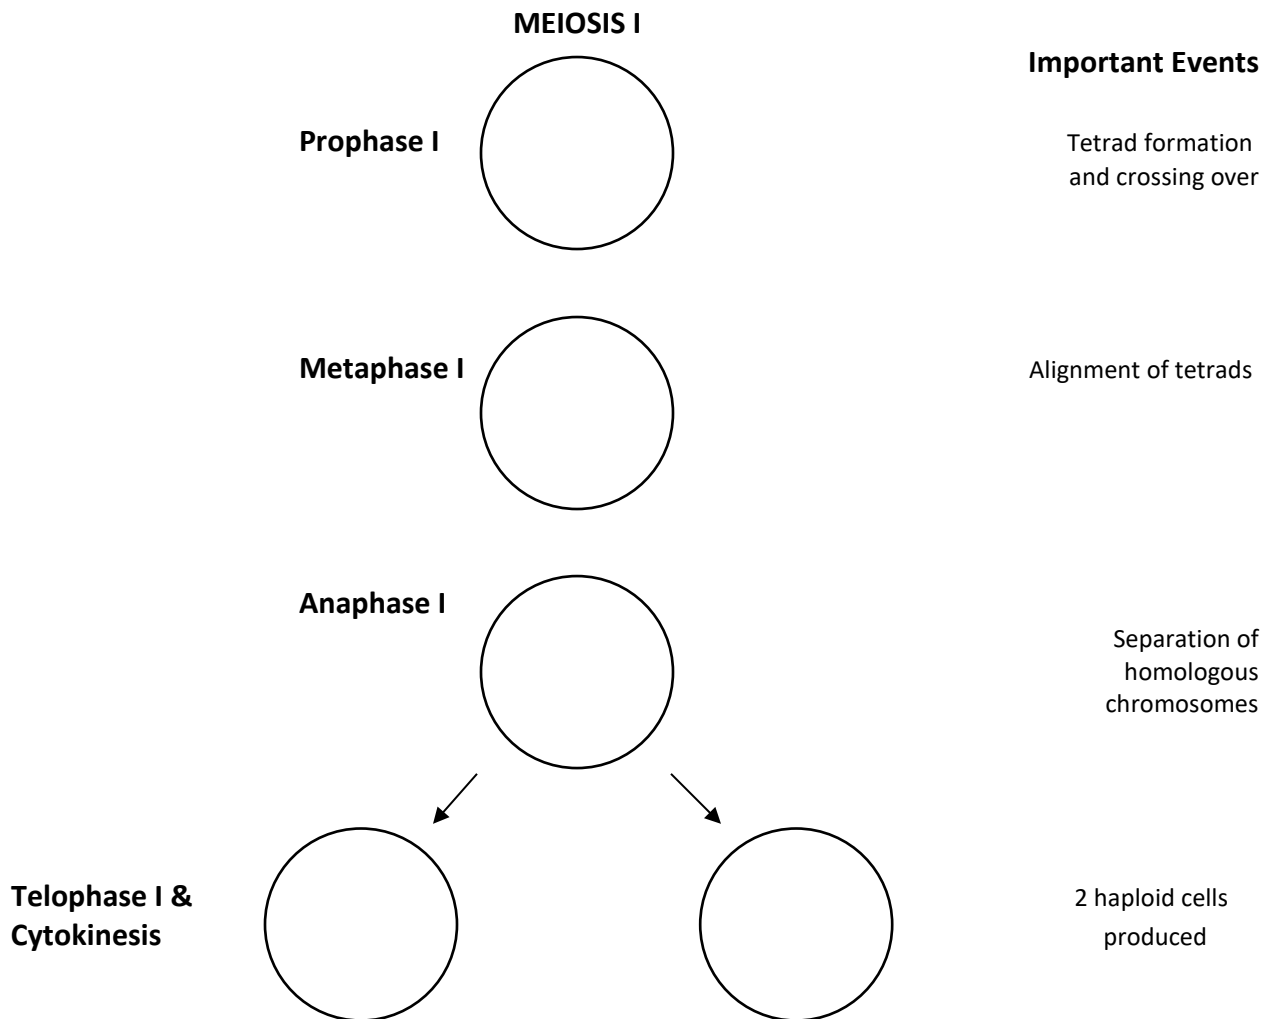 MEIOSIS I
Important Events
Prophase I
Tetrad formation
and crossing over
Metaphase I
Alignment of tetrads
Anaphase I
Separation of
homologous
chromosomes
Telophase I &
Cytokinesis
2 haploid cells
produced